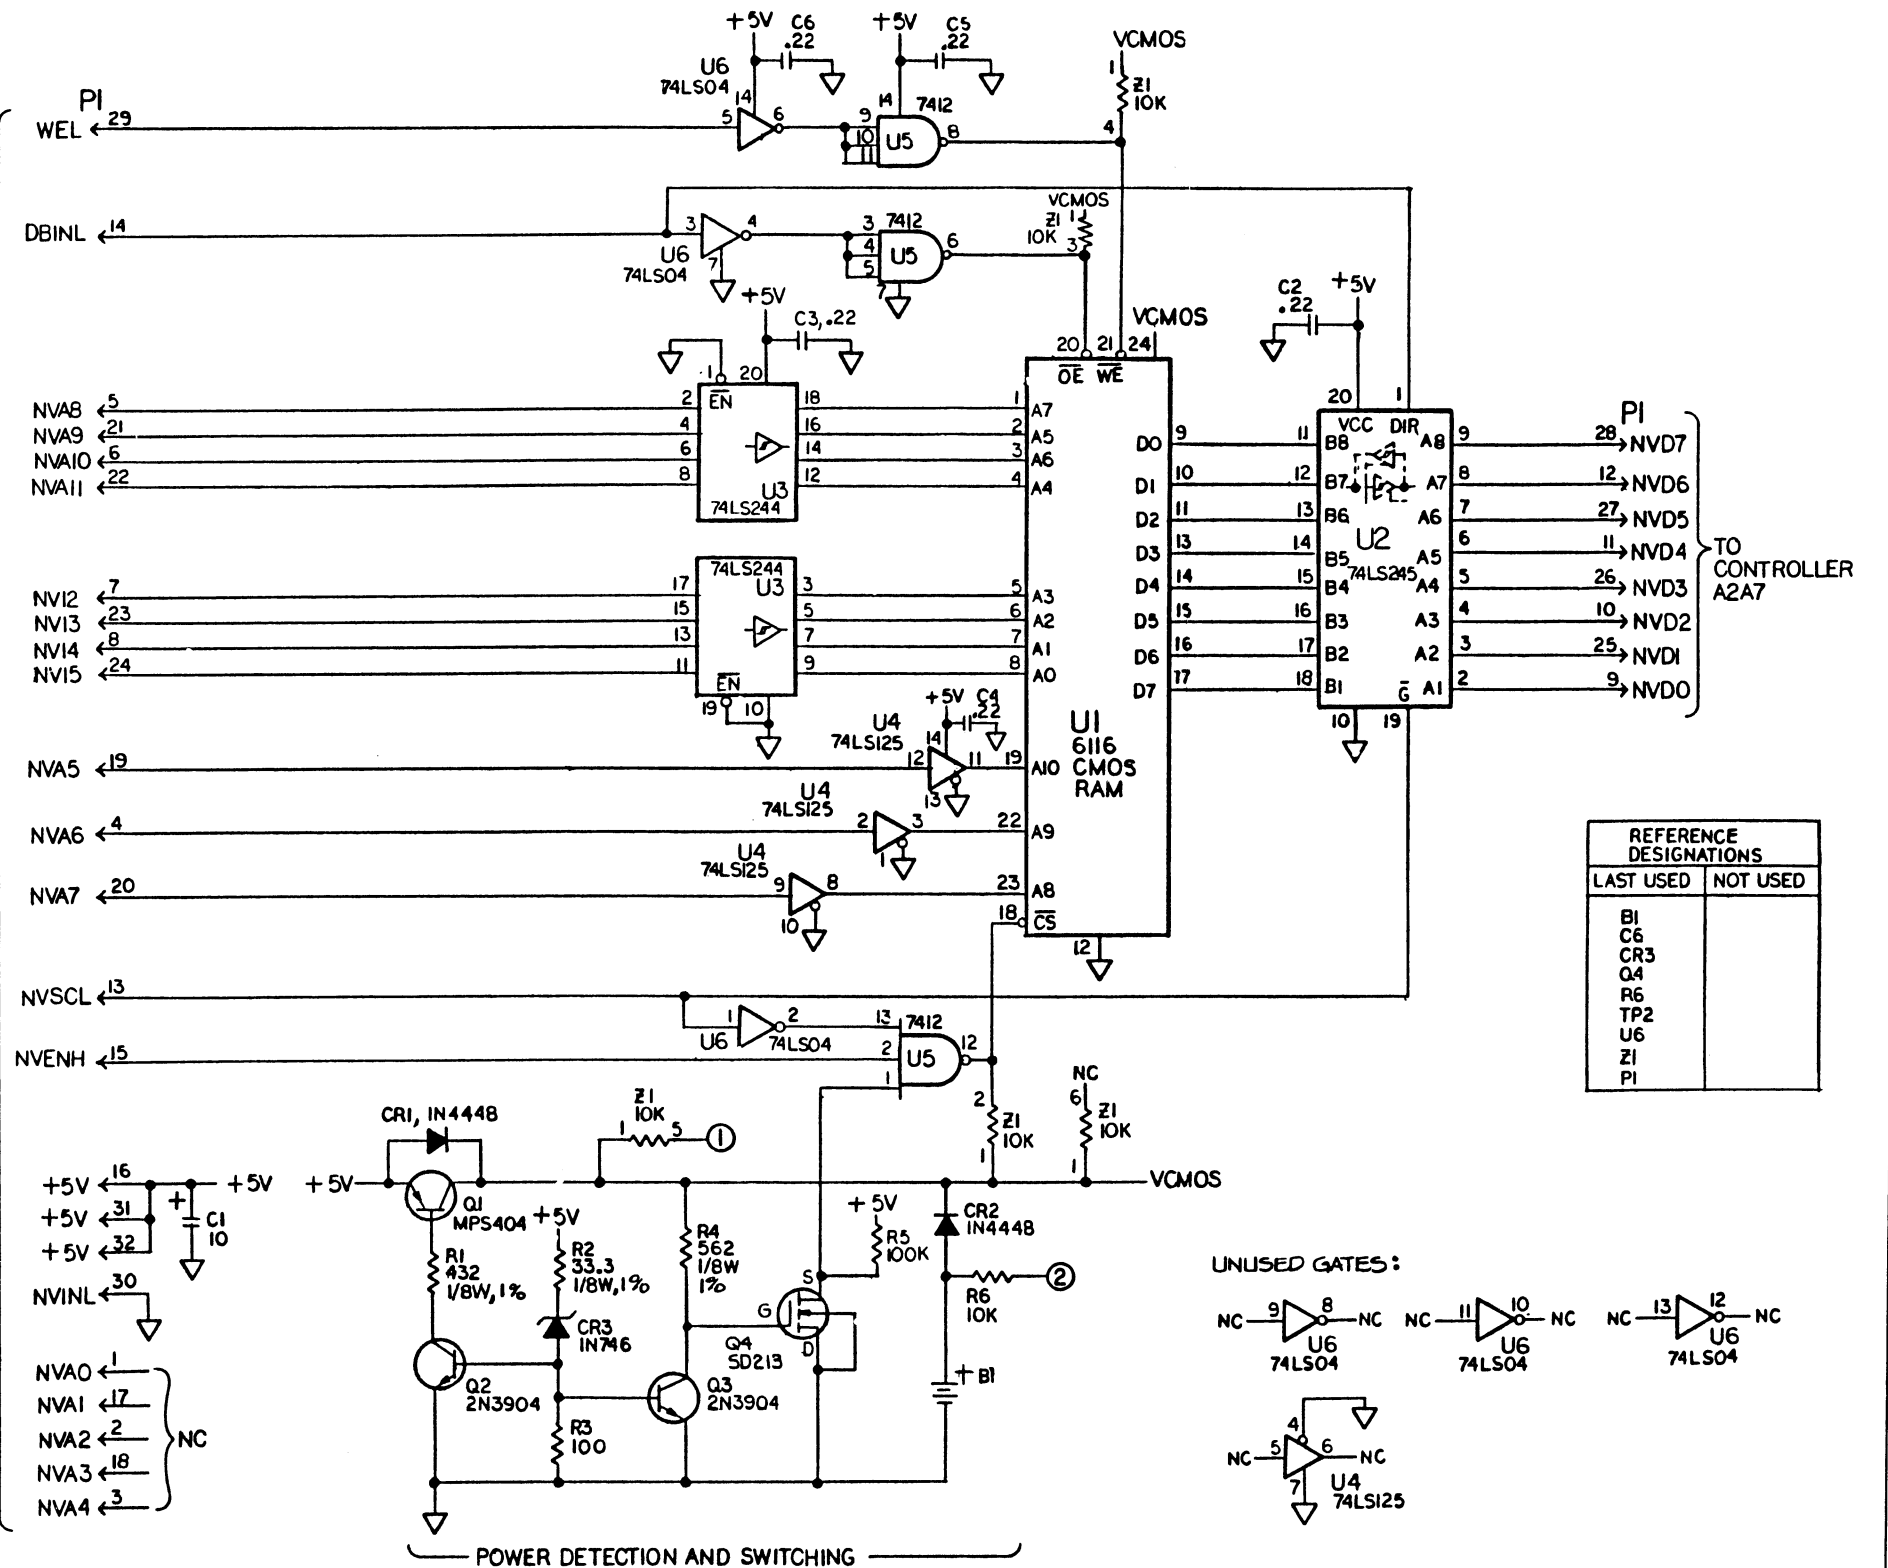 +5V C6 .22
+5V C5 .22
VCMOS
1 Z1 10K
U6 74LS04
14
7412
14
P1
WEL 29
5 6
9 10 11 U5 8
4
DBINL 14
3 4
U6 74LS04
7
7412
3 4 5 U5 6
7
VCMOS
Z1 1
10K
3
+5V
C3, .22
VCMOS
C2 .22
+5V
1 20
20 21 24
OE WE
20 1
VCC DIR
NVA8 5
2 EN 18
1 A7
NVA9 21
4 16
2 A5
NVA10 6
6 14
3 A6
NVA11 22
8 12
4 A4
U3
74LS244
P1
D0 9 11 B8 A8 9 28 NVD7
D1 10 12 B7 A7 8 12 NVD6
D2 11 13 B6 A6 7 27 NVD5
D3 13 14 B5 A5 6 11 NVD4
D4 14 15 B4 A4 5 26 NVD3
D5 15 16 B3 A3 4 10 NVD2
D6 16 17 B2 A2 3 25 NVD1
D7 17 18 B1 G A1 2 9 NVD0
U2
74LS245
10 19
TO
CONTROLLER
A2A7
74LS244
U3
NV12 7
17 3
5 A3
NV13 23
15 5
6 A2
NV14 8
13 7
7 A1
NV15 24
11 9
8 A0
EN
19 10
+5V C4 .22
U4
74LS125
14
NVA5 19
12 11 19 A10
13
U1
6116
CMOS
RAM
U4
74LS125
NVA6 4
2 3 22 A9
1
U4
74LS125
NVA7 20
9 8 23 A8
10
18 CS
12
NVSCL 13
1 2
U6 74LS04
13 7412
NVENH 15
2 U5 12
1
REFERENCE
DESIGNATIONS
LAST USED NOT USED
B1
C6
CR3
Q4
R6
TP2
U6
Z1
P1
CR1, IN4448
Z1
10K
1 5 1
2 Z1
10K
1
NC
6 Z1
10K
1
+5V 16
+5V
+5V
VCMOS
+5V 31
+5V 32
+ C1
10
NVINL 30
Q1
MPS404
R1
432
1/8W, 1%
+5V
R2
33.3
1/8W, 1%
CR3
IN746
R4
562
1/8W
1%
+5V
R5
100K
CR2
IN4448
R6
10K
2
S
G
D
Q4
SD213
Q2
2N3904
R3
100
Q3
2N3904
+ B1
NVA0 1
NVA1 17
NVA2 2
NVA3 18
NVA4 3
NC
UNUSED GATES:
NC 9 8 NC
U6
74LS04
NC 11 10 NC
U6
74LS04
NC 13 12 NC
U6
74LS04
4
NC 5 6 NC
7 U4
74LS125
POWER DETECTION AND SWITCHING